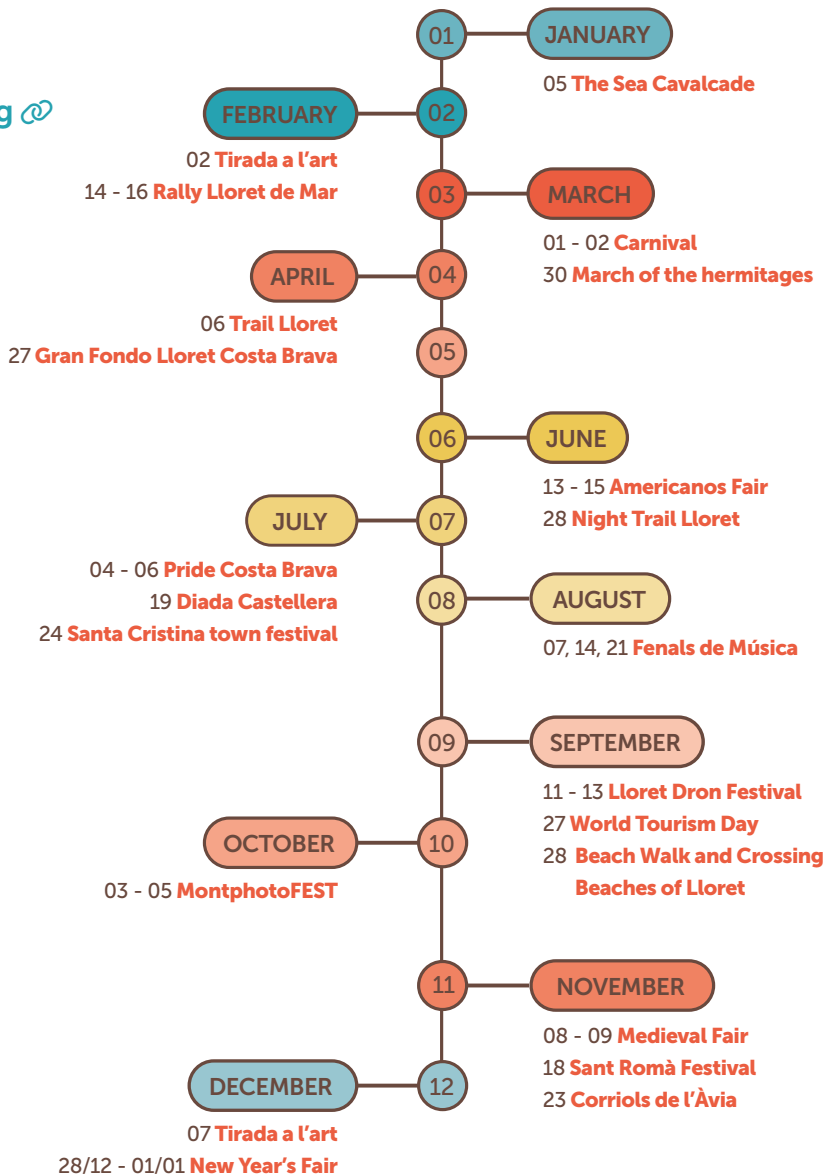 01
JANUARY
05 The Sea Cavalcade
g
FEBRUARY
02
02 Tirada a l’art
14 - 16 Rally Lloret de Mar
03
MARCH
01 - 02 Carnival
30 March of the hermitages
APRIL
04
06 Trail Lloret
27 Gran Fondo Lloret Costa Brava
05
06
JUNE
13 - 15 Americanos Fair
28 Night Trail Lloret
JULY
07
04 - 06 Pride Costa Brava
19 Diada Castellera
24 Santa Cristina town festival
08
AUGUST
07, 14, 21 Fenals de Música
09
SEPTEMBER
11 - 13 Lloret Dron Festival
27 World Tourism Day
28 Beach Walk and Crossing
Beaches of Lloret
OCTOBER
10
03 - 05 MontphotoFEST
11
NOVEMBER
08 - 09 Medieval Fair
18 Sant Romà Festival
23 Corriols de l’Àvia
DECEMBER
12
07 Tirada a l’art
28/12 - 01/01 New Year’s Fair